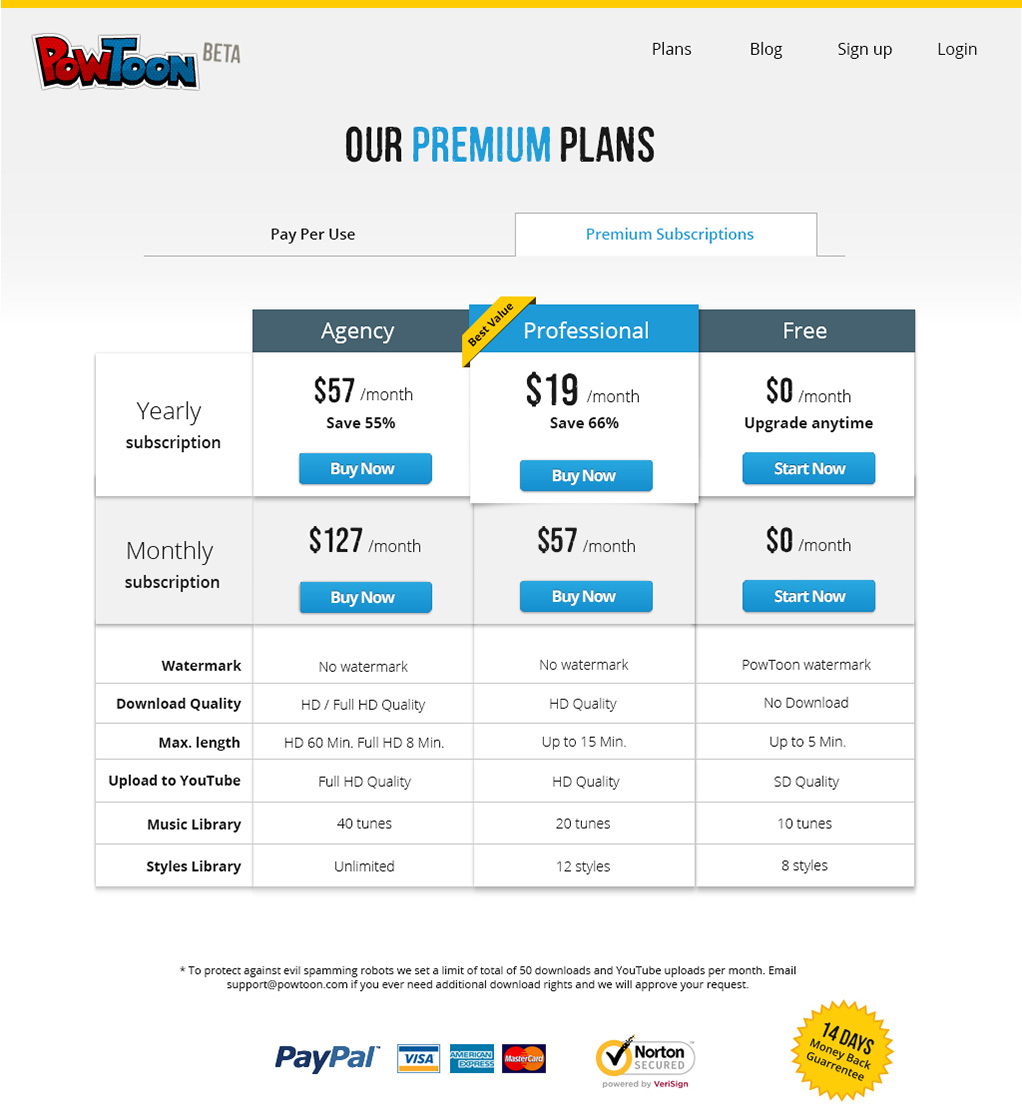 PowToon BETA
Plans Blog Sign up Login
OUR PREMIUM PLANS
Pay Per Use Premium Subscriptions
Best Value
Agency Professional Free
Yearly
subscription
$57 /month $19 /month $0 /month
Save 55% Save 66% Upgrade anytime
Buy Now Buy Now Start Now
Monthly
subscription
$127 /month $57 /month $0 /month
Buy Now Buy Now Start Now
Watermark No watermark No watermark PowToon watermark
Download Quality HD / Full HD Quality HD Quality No Download
Max. length HD 60 Min. Full HD 8 Min. Up to 15 Min. Up to 5 Min.
Upload to YouTube Full HD Quality HD Quality SD Quality
Music Library 40 tunes 20 tunes 10 tunes
Styles Library Unlimited 12 styles 8 styles
* To protect against evil spamming robots we set a limit of total of 50 downloads and YouTube uploads per month. Email
support@powtoon.com if you ever need additional download rights and we will approve your request.
PayPal™ VISA AMERICAN EXPRESS MasterCard
Norton
SECURED
powered by VeriSign
14 DAYS
Money Back
Guarrentee